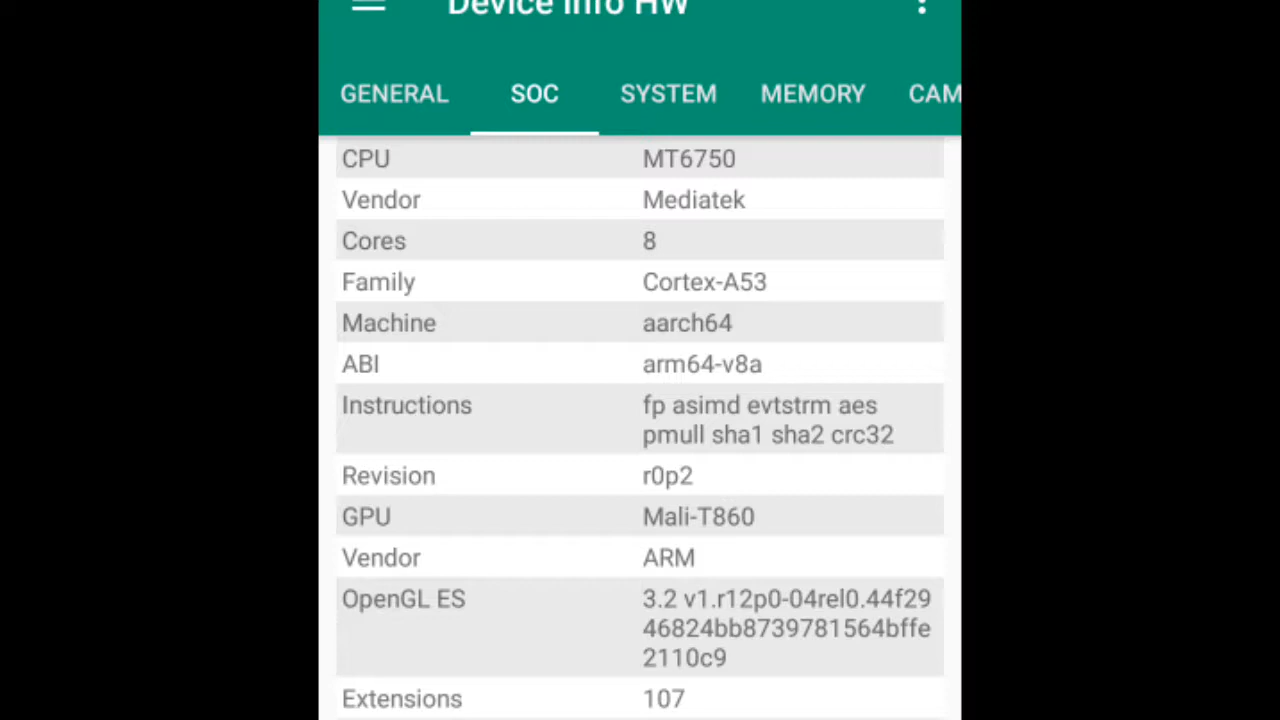 Device Info HW
GENERAL SOC SYSTEM MEMORY CAM
CPU MT6750
Vendor Mediatek
Cores 8
Family Cortex-A53
Machine aarch64
ABI arm64-v8a
Instructions fp asimd evtstrm aes
pmull sha1 sha2 crc32
Revision r0p2
GPU Mali-T860
Vendor ARM
OpenGL ES 3.2 v1.r12p0-04rel0.44f29
46824bb8739781564bffe
2110c9
Extensions 107